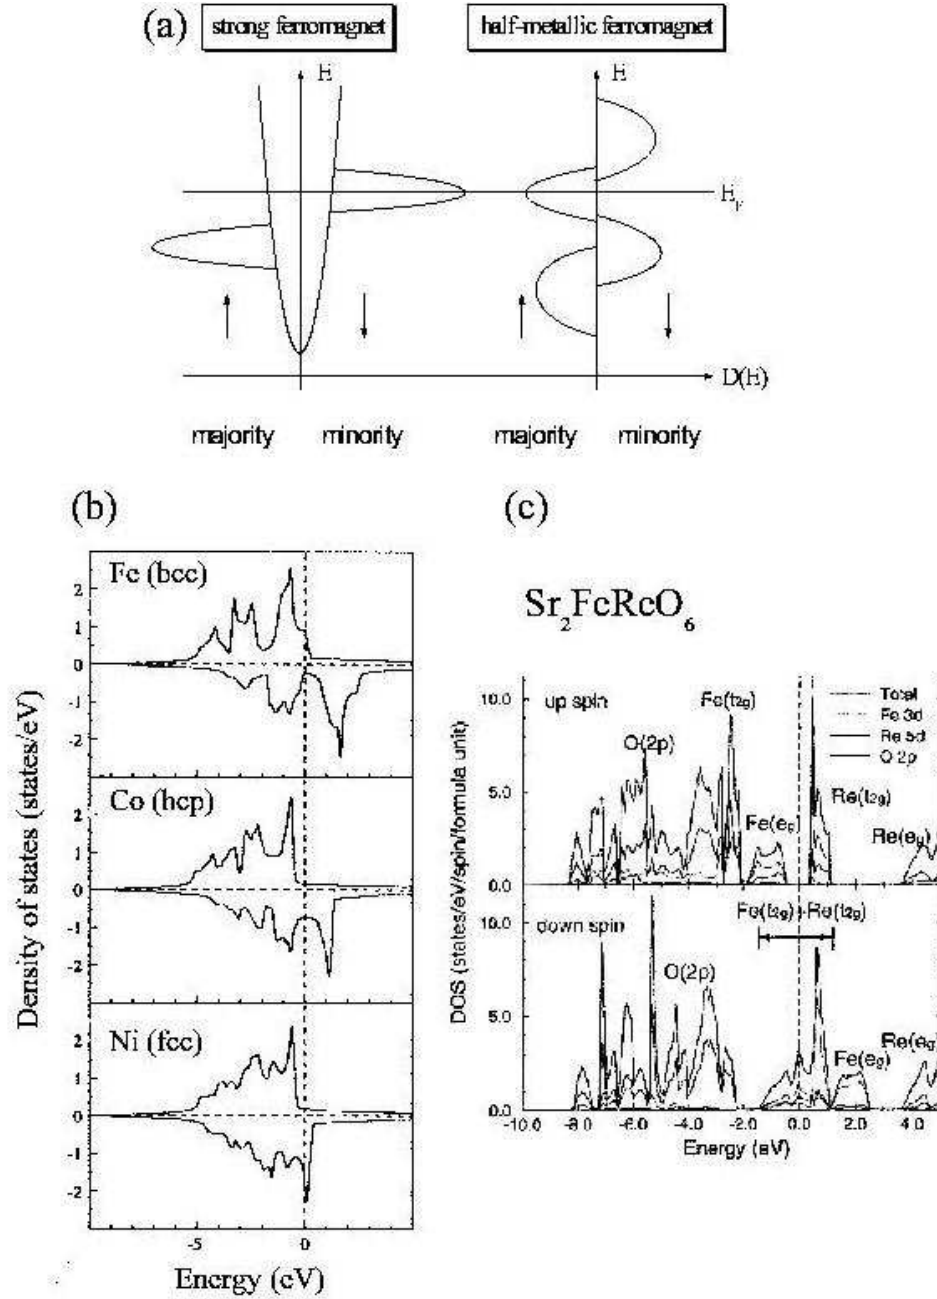 (a) strong ferromagnet half-metallic ferromagnet
E E
E_F
D(E)
majority minority majority minority
(b) (c)
Fe (bcc)
Sr₂FeReO₆
2
1
0
-1
-2
Co (hcp)
2
1
0
-1
-2
Ni (fcc)
2
1
0
-1
-2
-5 0
Density of states (states/eV)
Energy (eV)
up spin Fe(t₂g) Total
Fe 3d
Re 5d
O 2p
O(2p)
Fe(e_g) Re(t₂g)
Re(e_g)
10.0
5.0
0.0
down spin Fe(t₂g)+Re(t₂g)
O(2p)
Fe(e_g) Re(e_g)
10.0
5.0
0.0
-10.0 -8.0 -6.0 -4.0 -2.0 0.0 2.0 4.0
DOS (states/eV/spin/formula unit)
Energy (eV)